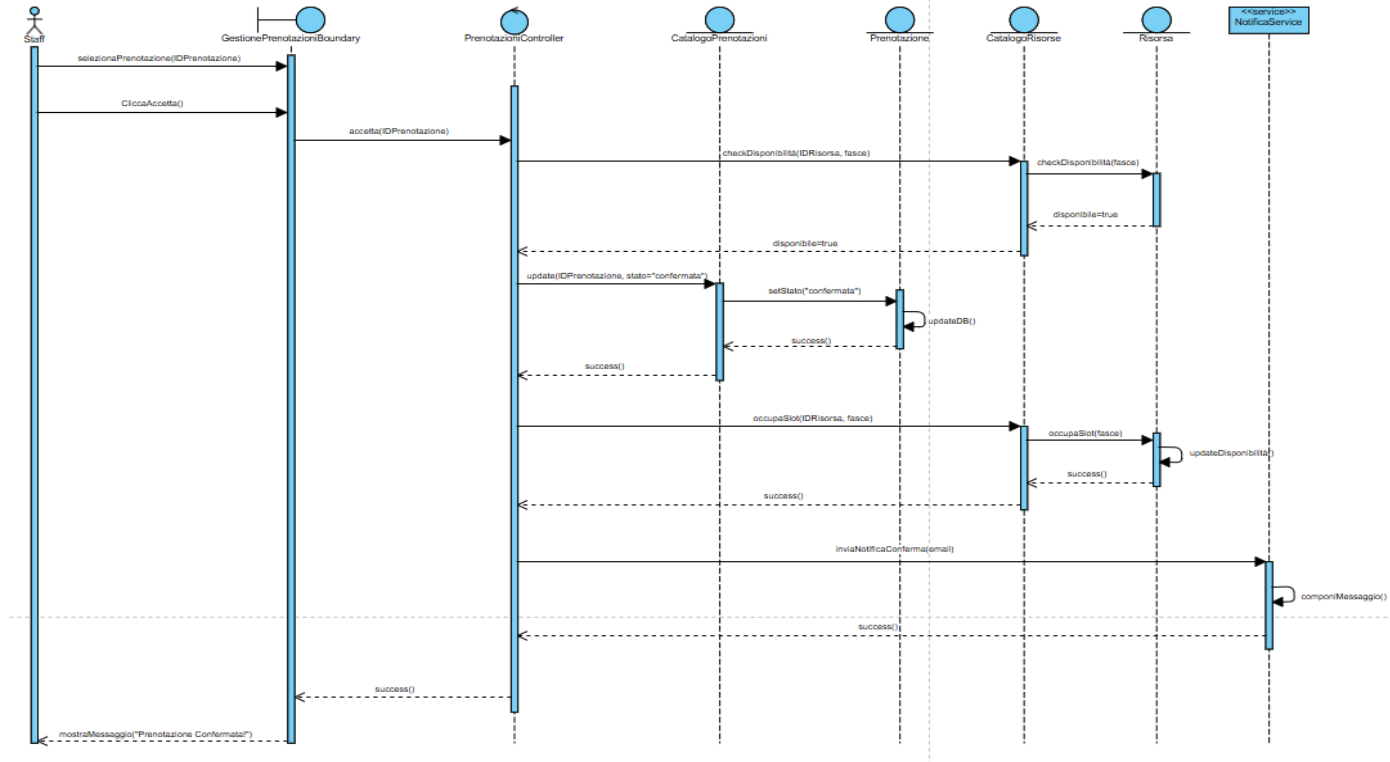 <<service>>
NotificaService
Staff
GestionePrenotazioniBoundary
PrenotazioniController
CatalogoPrenotazioni
Prenotazione
CatalogoRisorse
Risorsa
selezionaPrenotazione(IDPrenotazione)
CliccaAccetta()
accetta(IDPrenotazione)
checkDisponibilità(IDRisorsa, fasce)
checkDisponibilità(fasce)
disponibile=true
disponibile=true
update(IDPrenotazione, stato="confermata")
setStato("confermata")
updateDB()
success()
success()
occupaSlot(IDRisorsa, fasce)
occupaSlot(fasce)
updateDisponibilità()
success()
success()
inviaNotificaConferma(email)
componiMessaggio()
success()
success()
mostraMessaggio("Prenotazione Confermata!")